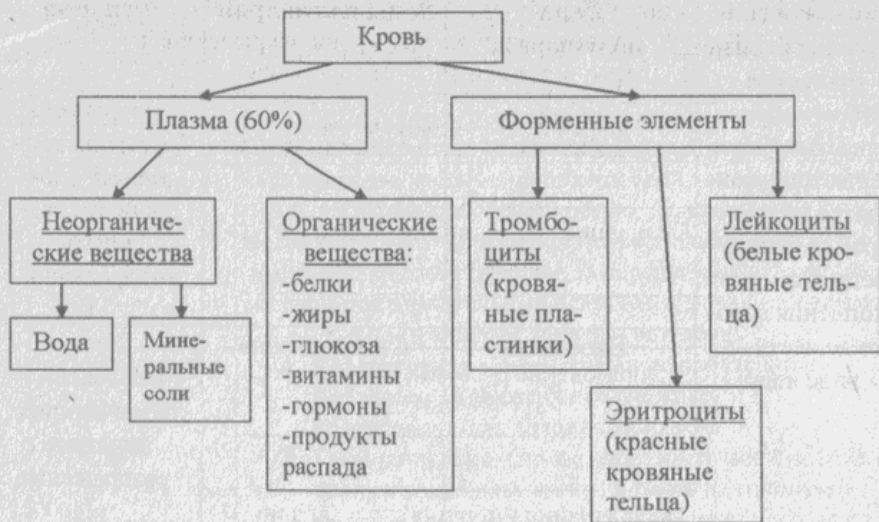 Кровь
Плазма (60%)
Форменные элементы
Неорганиче-
ские вещества
Вода
Мине-
ральные
соли
Органические
вещества:
-белки
-жиры
-глюкоза
-витамины
-гормоны
-продукты
распада
Тромбо-
циты
(кровя-
ные пла-
стинки)
Эритроциты
(красные
кровяные
тельца)
Лейкоциты
(белые кро-
вяные тель-
ца)